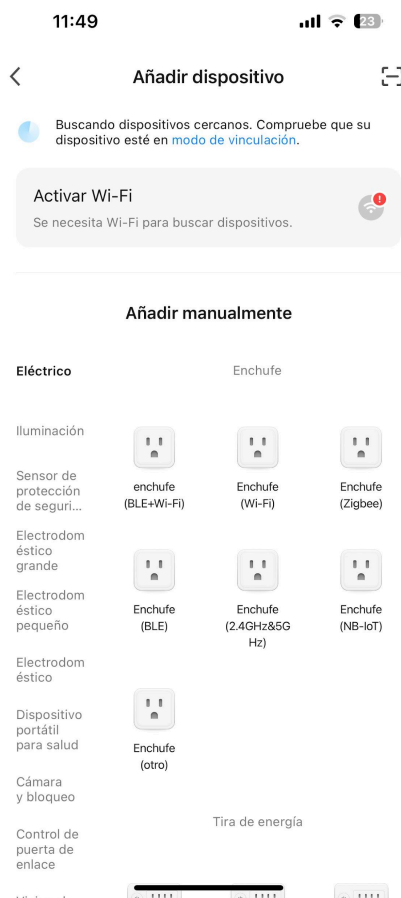 11:49
23
Añadir dispositivo
Buscando dispositivos cercanos. Compruebe que su
dispositivo esté en modo de vinculación.
Activar Wi-Fi
Se necesita Wi-Fi para buscar dispositivos.
Añadir manualmente
Eléctrico
Iluminación
Sensor de
protección
de seguri...
Electrodom
éstico
grande
Electrodom
éstico
pequeño
Electrodom
éstico
Dispositivo
portátil
para salud
Cámara
y bloqueo
Control de
puerta de
enlace
Enchufe
enchufe
(BLE+Wi-Fi)
Enchufe
(Wi-Fi)
Enchufe
(Zigbee)
Enchufe
(BLE)
Enchufe
(2.4GHz&5G
Hz)
Enchufe
(NB-IoT)
Enchufe
(otro)
Tira de energía